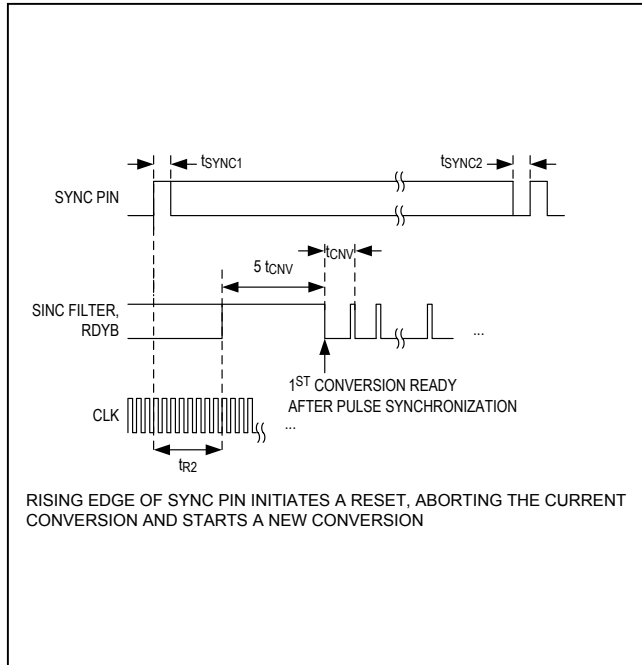 tSYNC1
tSYNC2
SYNC PIN
5 tCNV
tCNV
SINC FILTER,
RDYB
...
1ST CONVERSION READY
AFTER PULSE SYNCHRONIZATION
CLK
...
tR2
RISING EDGE OF SYNC PIN INITIATES A RESET, ABORTING THE CURRENT
CONVERSION AND STARTS A NEW CONVERSION